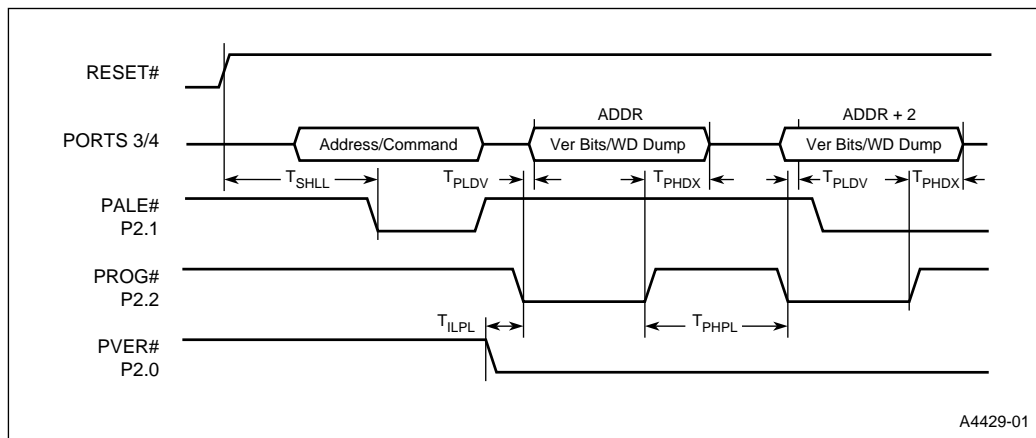 RESET#
ADDR
ADDR + 2
PORTS 3/4
Address/Command
Ver Bits/WD Dump
Ver Bits/WD Dump
TSHLL
TPLDV
TPHDX
TPLDV
TPHDX
PALE#
P2.1
PROG#
P2.2
TILPL
TPHPL
PVER#
P2.0
A4429-01